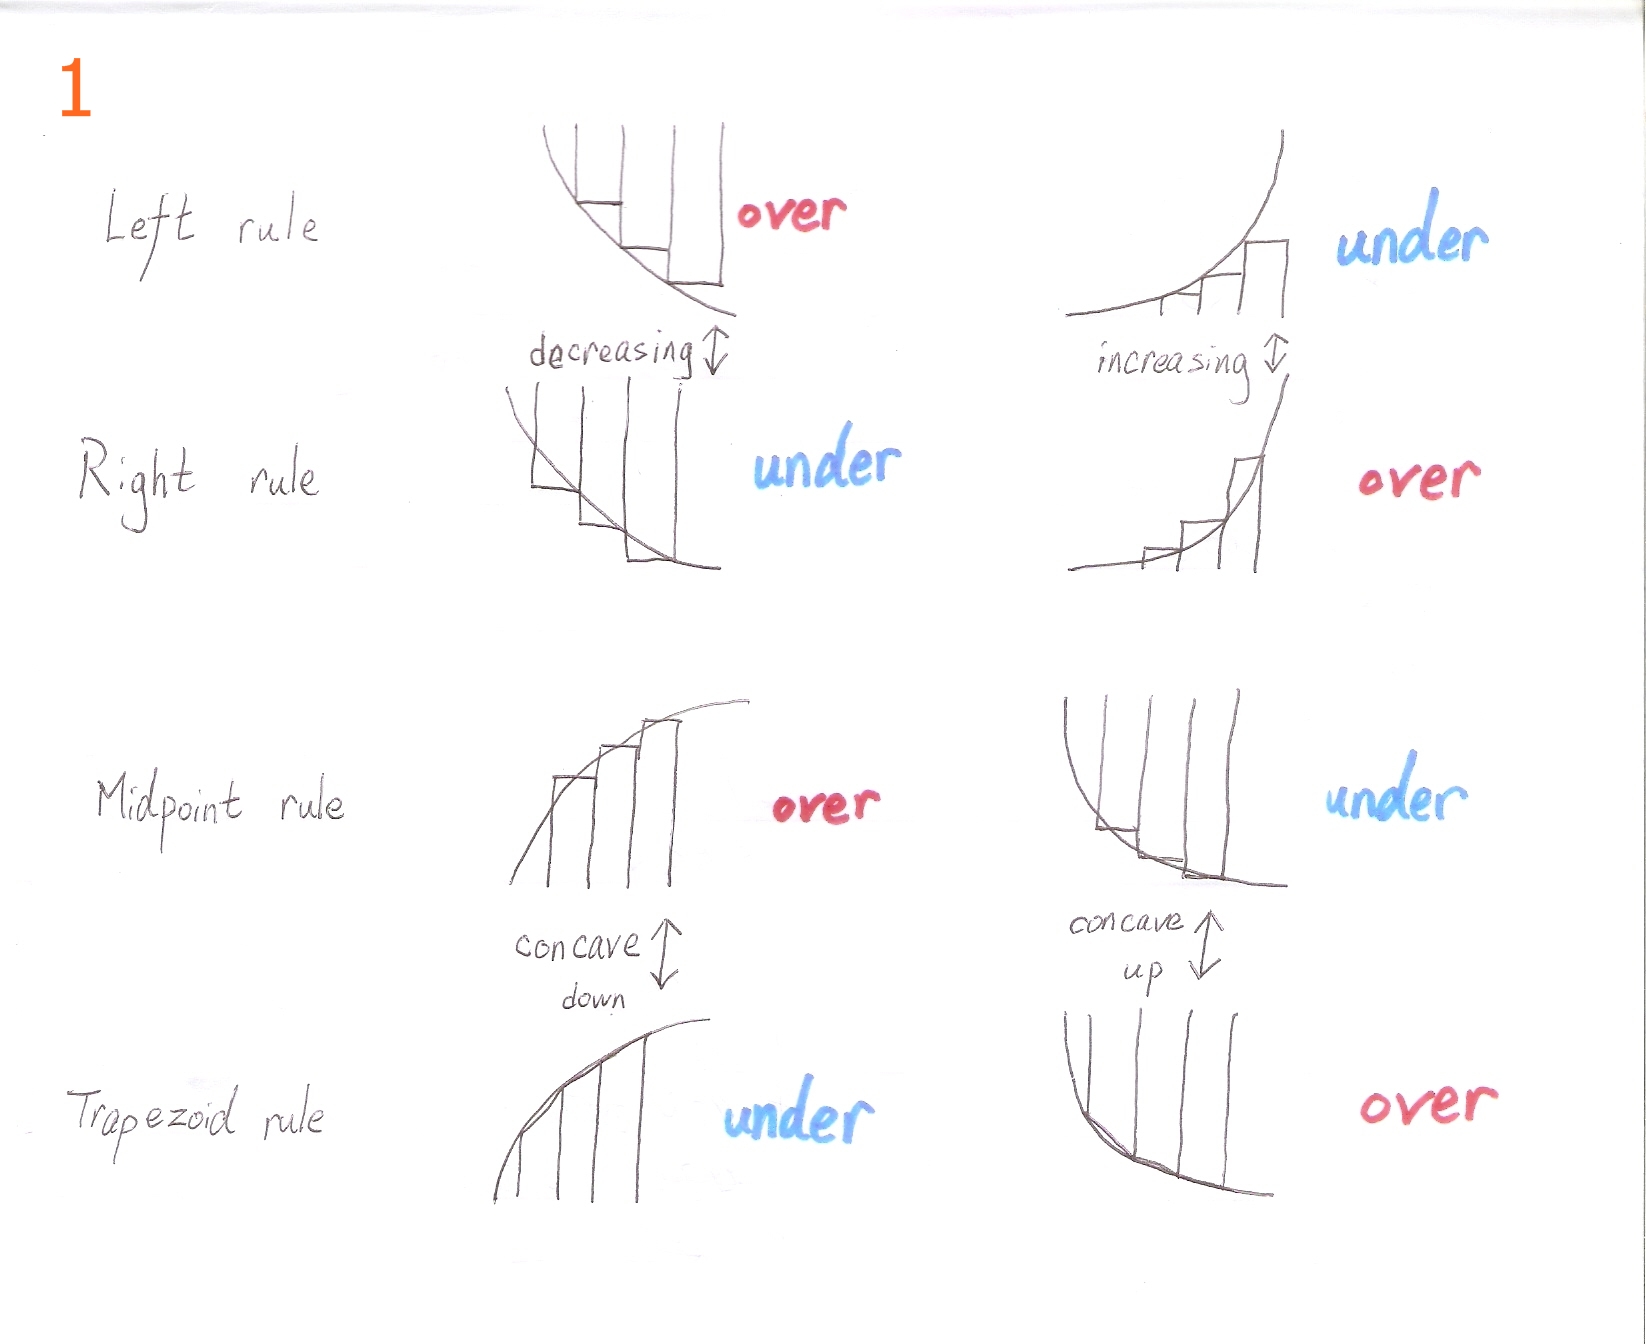 1
Left rule
over
under
decreasing
increasing
Right rule
under
over
Midpoint rule
over
under
concave
down
concave
up
Trapezoid rule
under
over